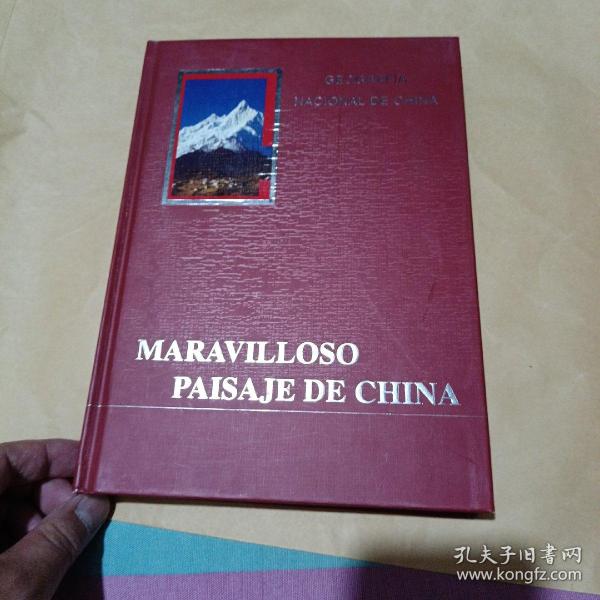 GEOGRAFIA
NACIONAL DE CHINA
MARAVILLOSO
PAISAJE DE CHINA
孔夫子旧书网
www.kongfz.com